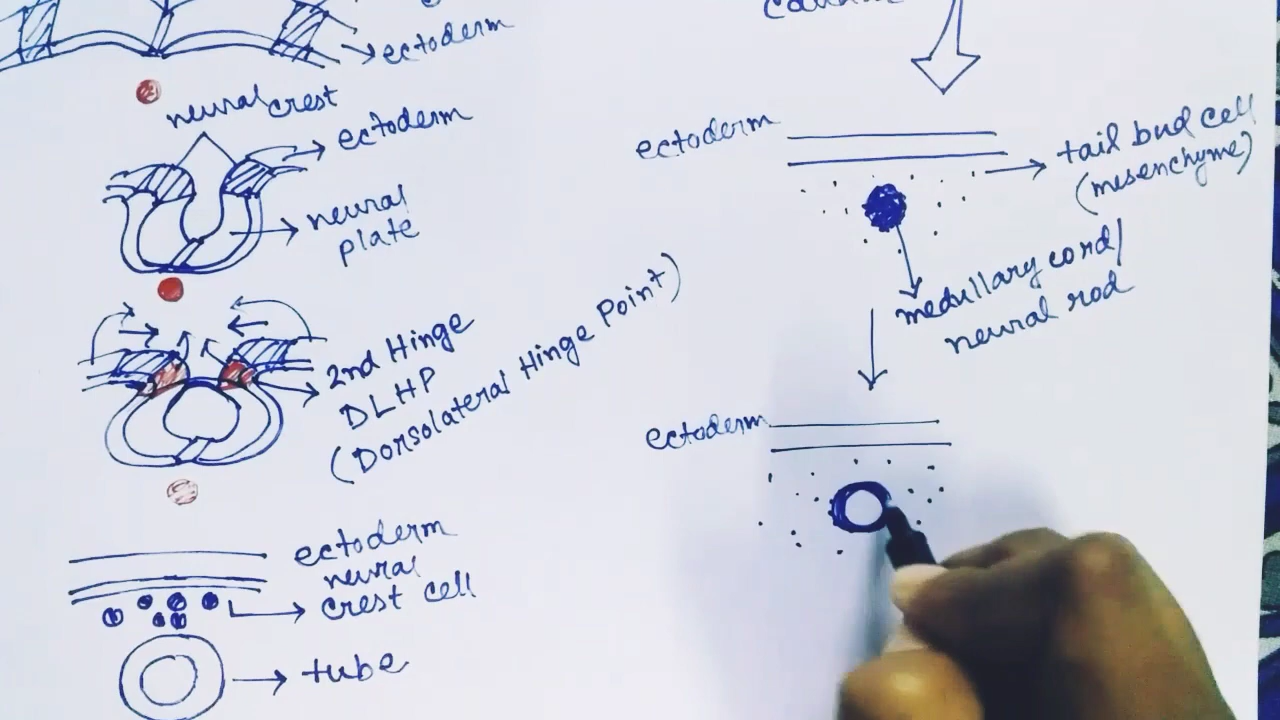 ectoderm
neural crest
ectoderm
neural
plate
2nd Hinge
DLHP
(Dorsolateral Hinge Point)
ectoderm
neural
crest cell
tube
ectoderm
tail bud cell
(mesenchyme)
medullary cord/
neural rod
ectoderm